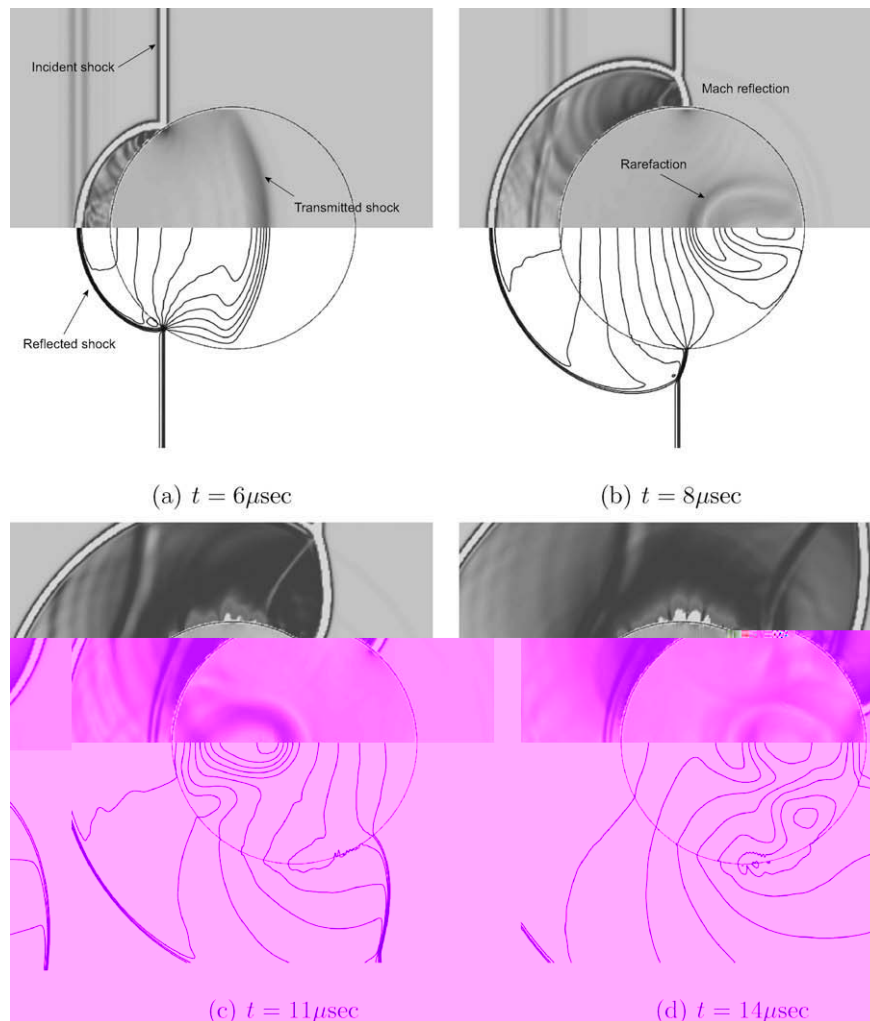 Incident shock
Transmitted shock
Reflected shock
Mach reflection
Rarefaction
(a) t = 6μsec
(b) t = 8μsec
(c) t = 11μsec
(d) t = 14μsec